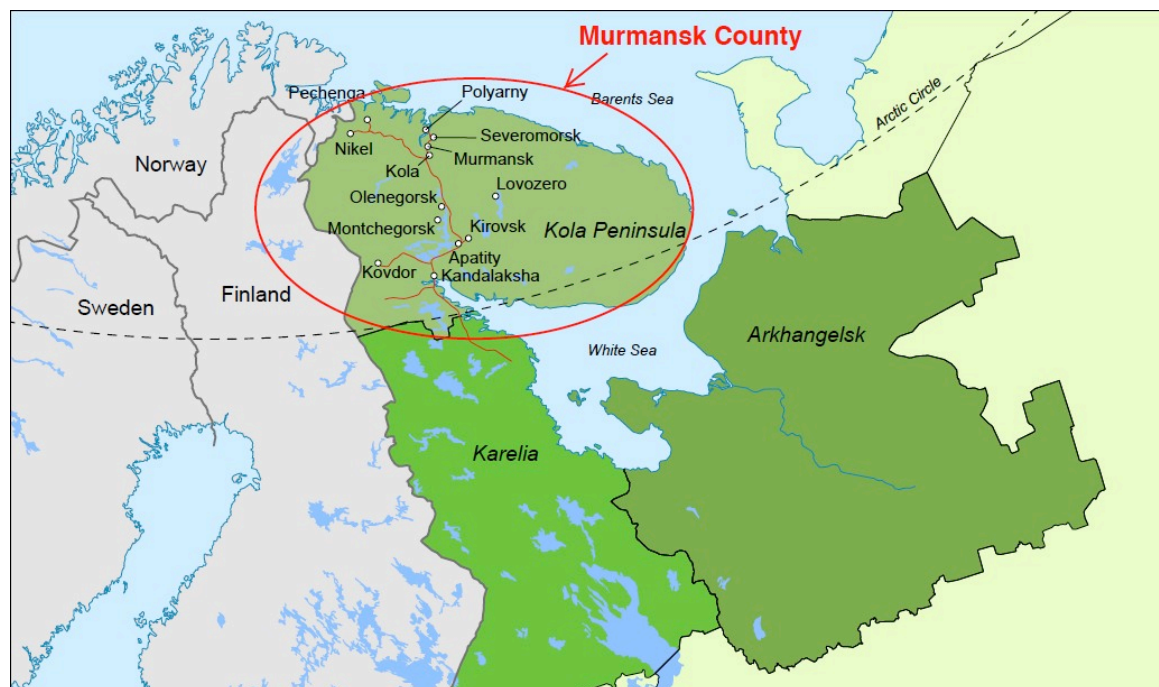 Murmansk County
Pechenga
Polyarny
Barents Sea
Arctic Circle
Severomorsk
Nikel
Murmansk
Norway
Kola
Lovozero
Olenegorsk
Montchegorsk
Kirovsk
Kola Peninsula
Apatity
Kovdor
Kandalaksha
Finland
Sweden
Arkhangelsk
White Sea
Karelia